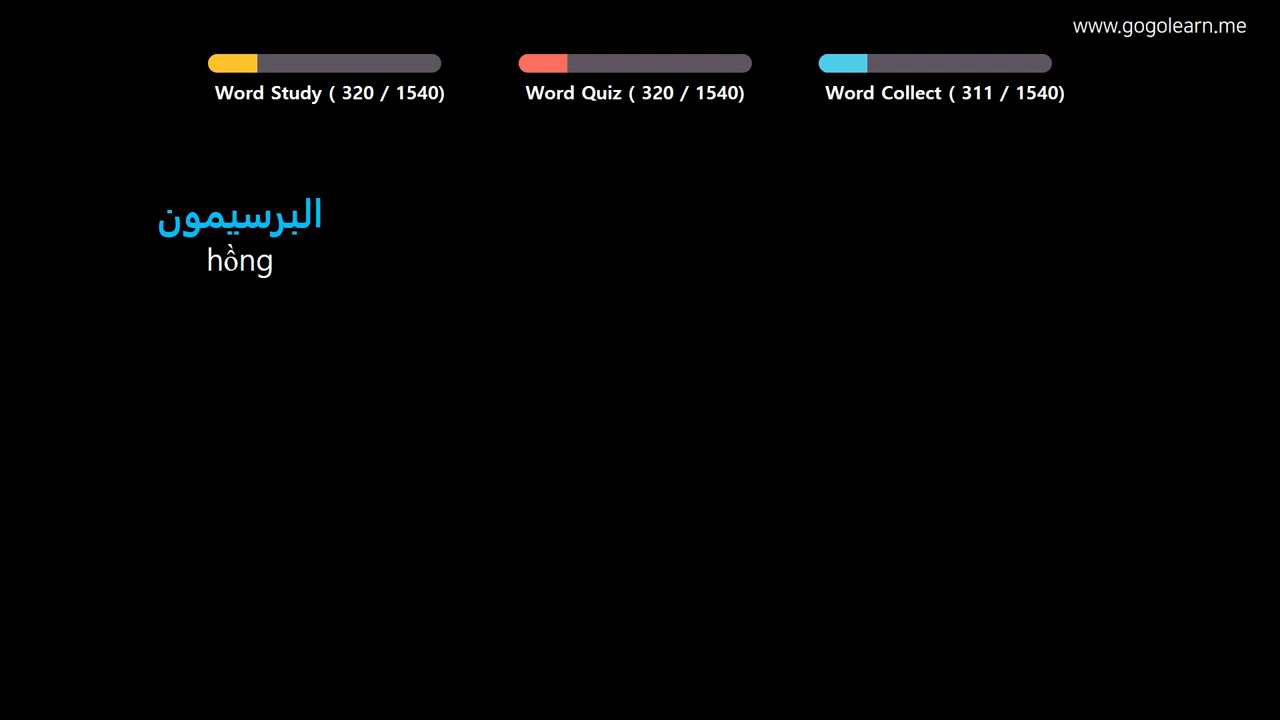 www.gogolearn.me
Word Study ( 320 / 1540)
Word Quiz ( 320 / 1540)
Word Collect ( 311 / 1540)
البرسيمون
hồng